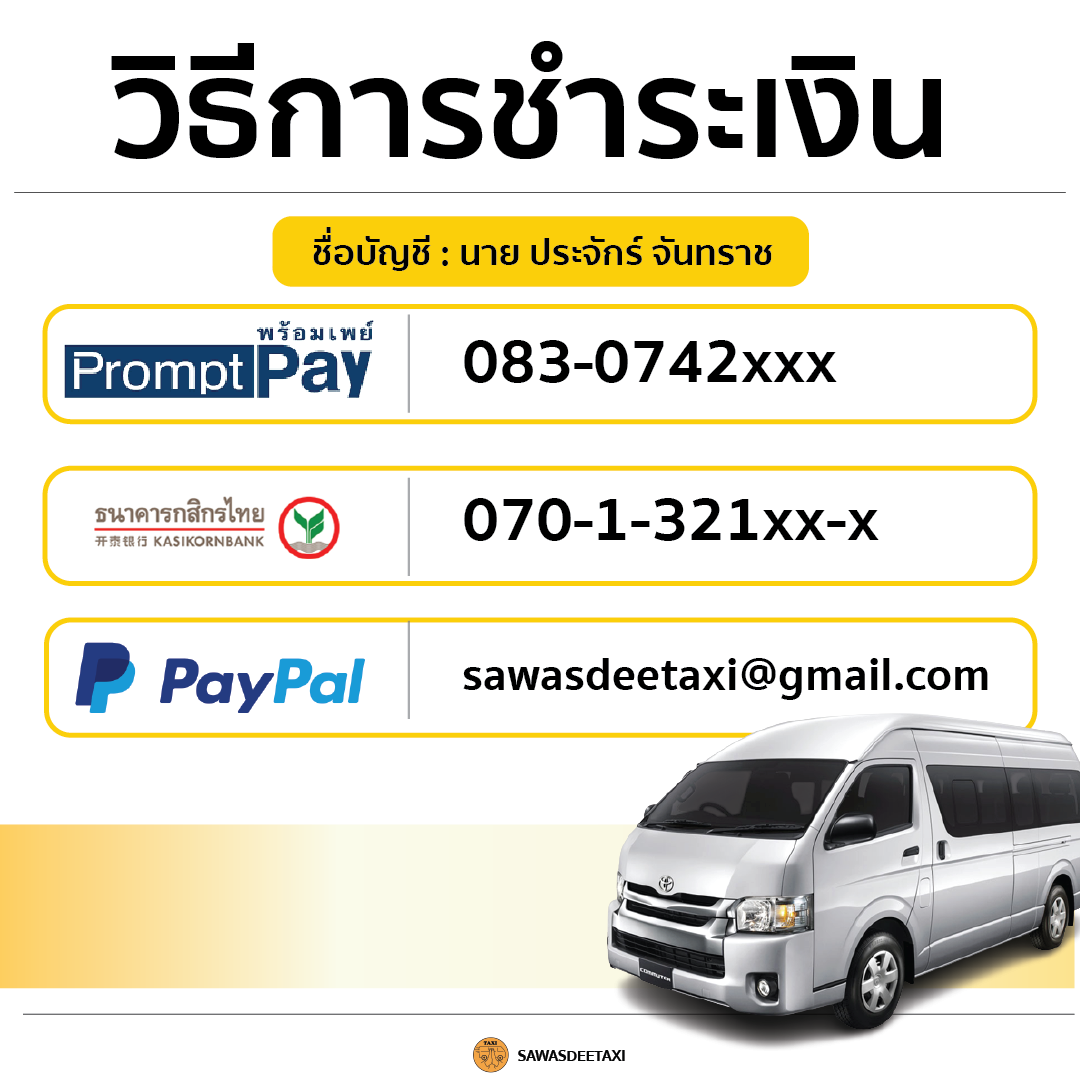 วิธีการชำระเงิน
ชื่อบัญชี : นาย ประจักร์ จันทราช
พร้อมเพย์
PromptPay
083-0742xxx
ธนาคารกสิกรไทย
开泰银行 KASIKORNBANK
070-1-321xx-x
PayPal
sawasdeetaxi@gmail.com
COMMUTER
TAXI
SAWASDEETAXI